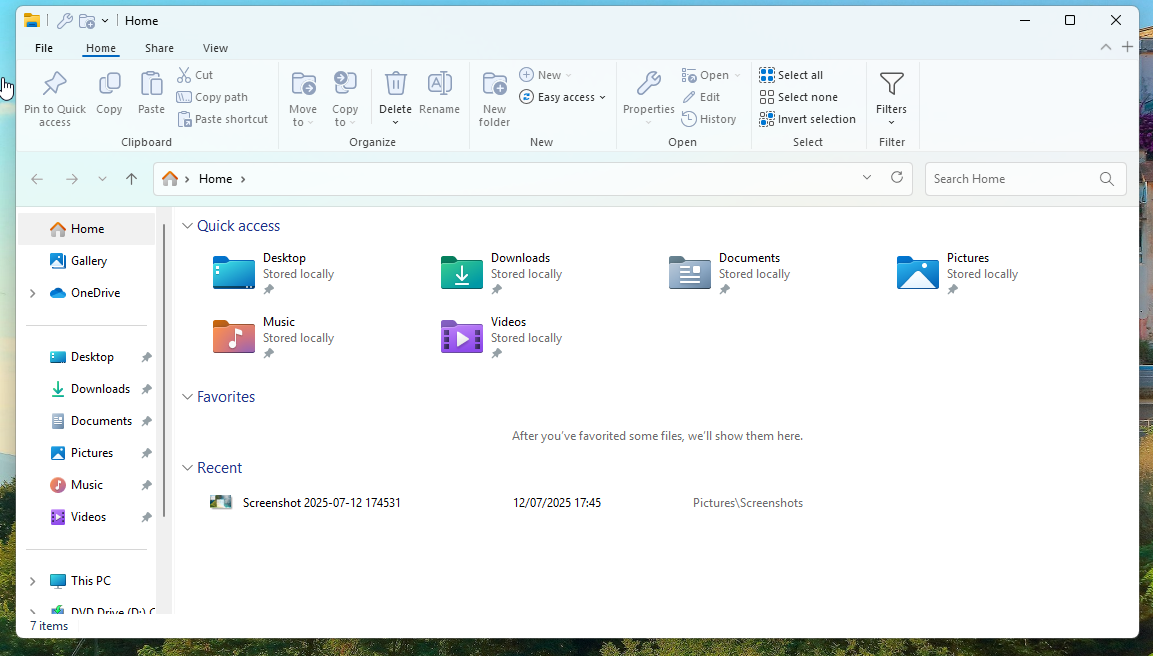 Home
File Home Share View
Pin to Quick access
Copy
Paste
Cut
Copy path
Paste shortcut
Clipboard
Move to
Copy to
Delete
Rename
Organize
New folder
New
Easy access
New
Properties
Open
Edit
History
Open
Select all
Select none
Invert selection
Select
Filters
Filter
Home
Search Home
Home
Gallery
OneDrive
Desktop
Downloads
Documents
Pictures
Music
Videos
This PC
DVD Drive (D:) C
Quick access
Desktop
Stored locally
Downloads
Stored locally
Documents
Stored locally
Pictures
Stored locally
Music
Stored locally
Videos
Stored locally
Favorites
After you've favorited some files, we'll show them here.
Recent
Screenshot 2025-07-12 174531 12/07/2025 17:45 Pictures\Screenshots
7 items